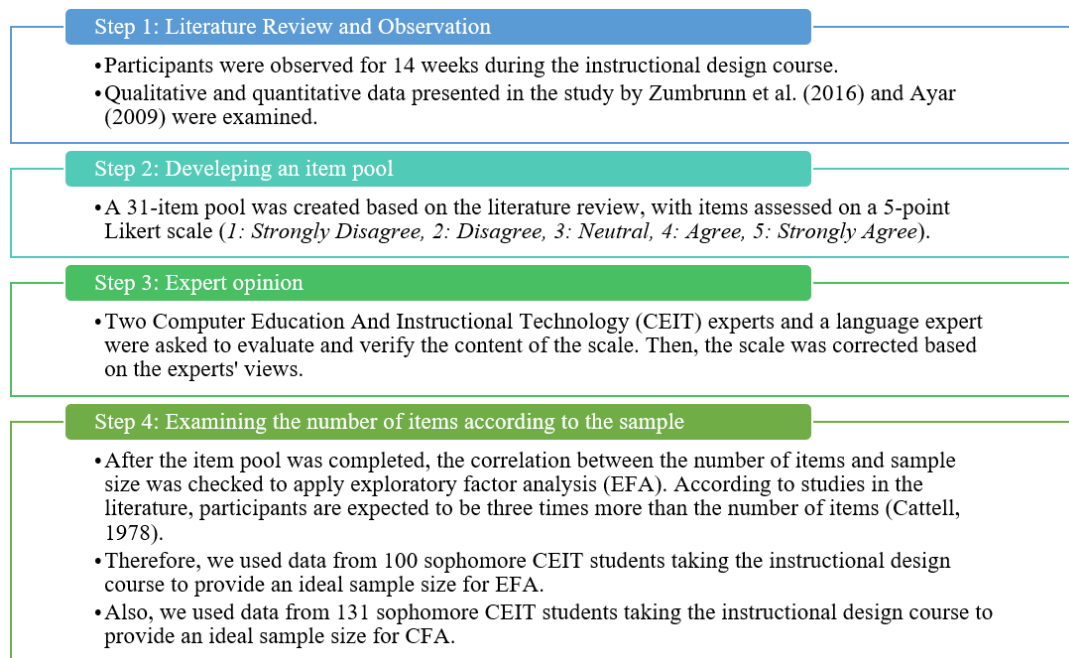 Step 1: Literature Review and Observation
•Participants were observed for 14 weeks during the instructional design course.
•Qualitative and quantitative data presented in the study by Zumbrunn et al. (2016) and Ayar
(2009) were examined.
Step 2: Develeping an item pool
•A 31-item pool was created based on the literature review, with items assessed on a 5-point
Likert scale (1: Strongly Disagree, 2: Disagree, 3: Neutral, 4: Agree, 5: Strongly Agree).
Step 3: Expert opinion
•Two Computer Education And Instructional Technology (CEIT) experts and a language expert
were asked to evaluate and verify the content of the scale. Then, the scale was corrected based
on the experts' views.
Step 4: Examining the number of items according to the sample
•After the item pool was completed, the correlation between the number of items and sample
size was checked to apply exploratory factor analysis (EFA). According to studies in the
literature, participants are expected to be three times more than the number of items (Cattell,
1978).
•Therefore, we used data from 100 sophomore CEIT students taking the instructional design
course to provide an ideal sample size for EFA.
•Also, we used data from 131 sophomore CEIT students taking the instructional design course to
provide an ideal sample size for CFA.